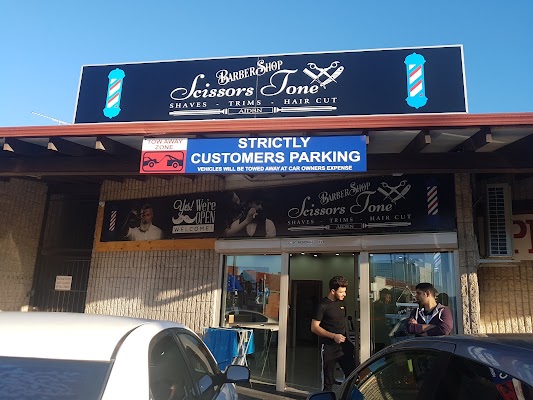 BARBER SHOP
Scissors Tone
SHAVES - TRIMS - HAIR CUT
TOW AWAY
ZONE
STRICTLY
CUSTOMERS PARKING
VEHICLES WILL BE TOWED AWAY AT CAR OWNERS EXPENSE
Yes! We're
OPEN
WELCOME
BARBER SHOP
Scissors Tone
SHAVES - TRIMS - HAIR CUT